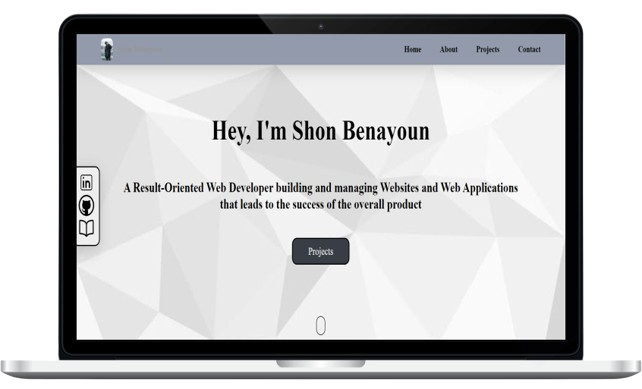 Home About Projects Contact
Hey, I'm Shon Benayoun
A Result-Oriented Web Developer building and managing Websites and Web Applications
that leads to the success of the overall product
in
Projects